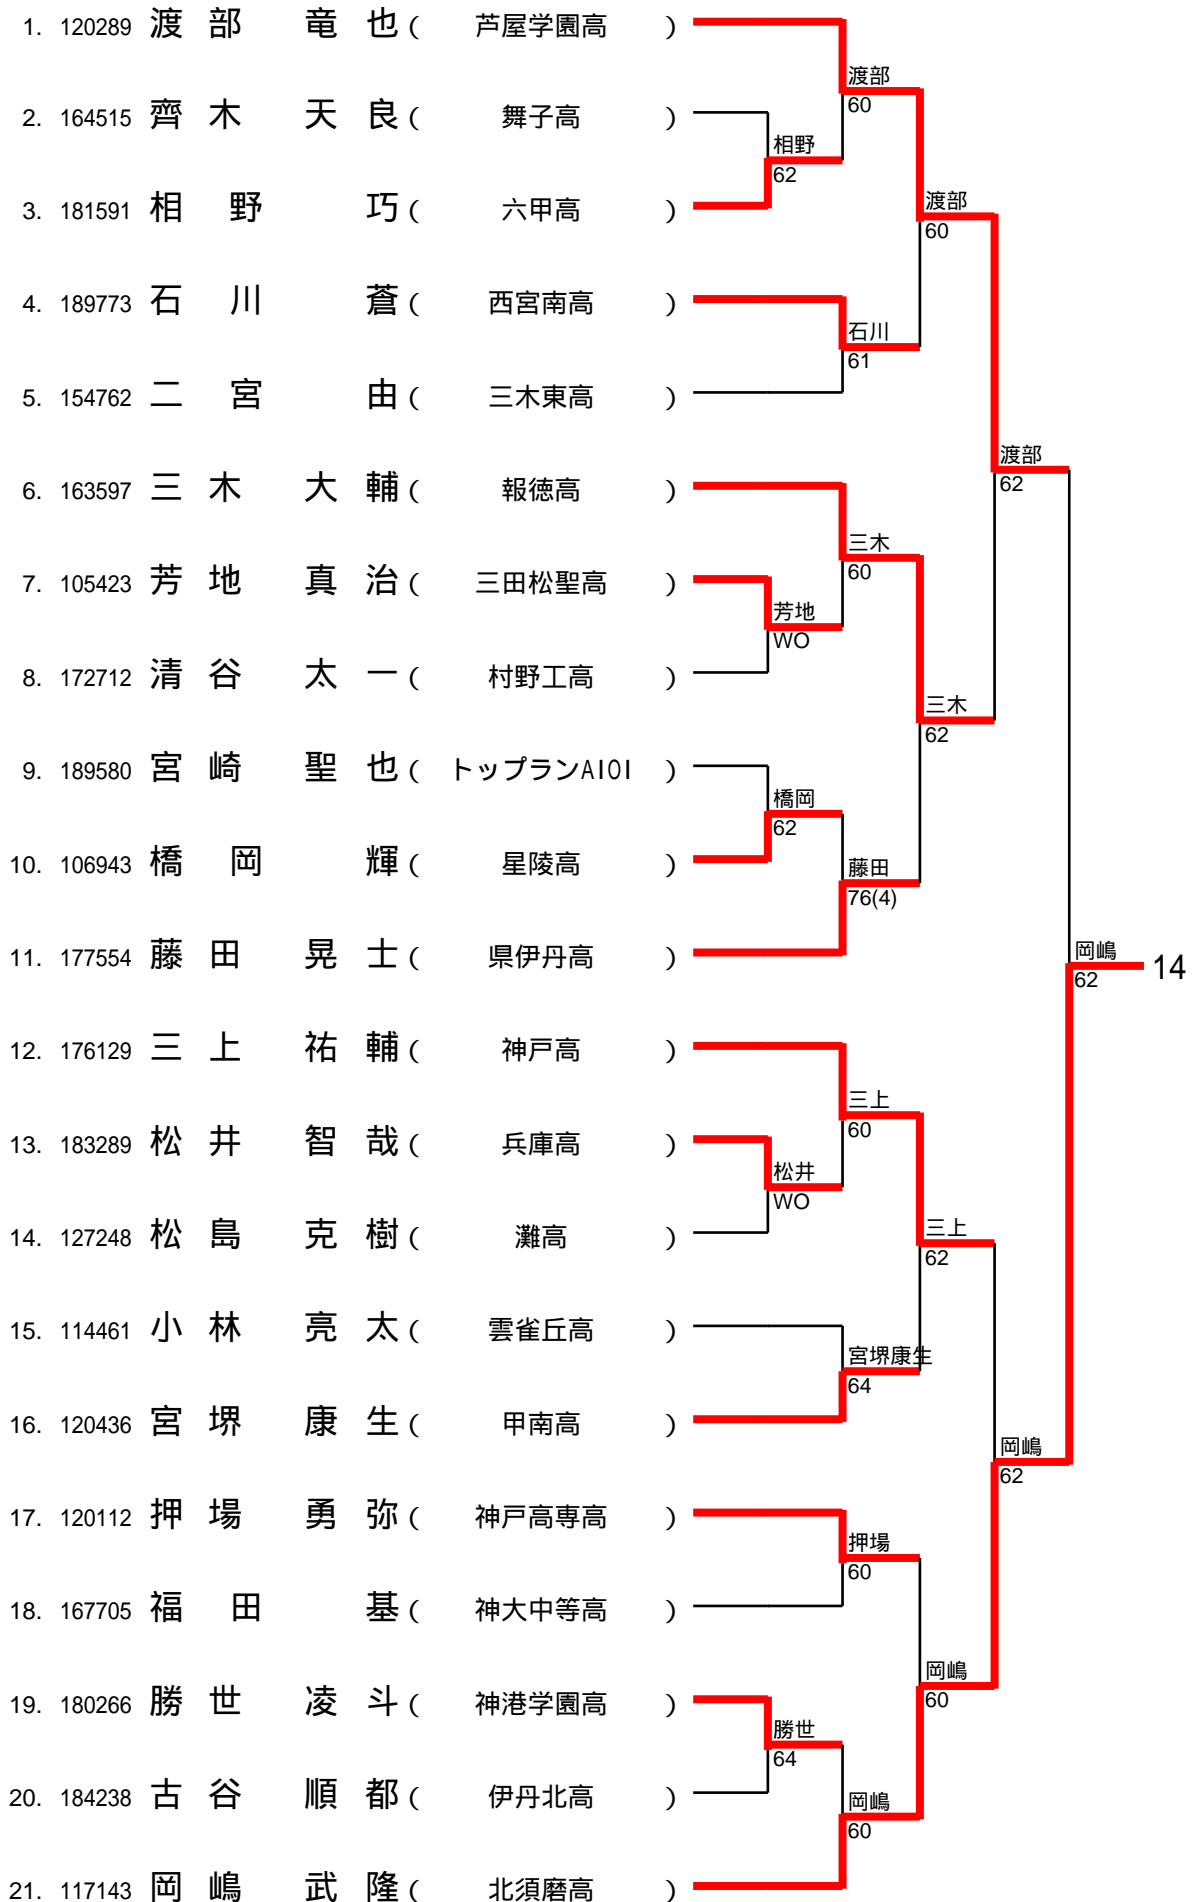 1. 120289 渡部 竜也 ( 芦屋学園高 )
渡部
60
2. 164515 齊木 天良 ( 舞子高 )
相野
62
3. 181591 相野 巧 ( 六甲高 )
渡部
60
4. 189773 石川 蒼 ( 西宮南高 )
石川
61
5. 154762 二宮 由 ( 三木東高 )
渡部
62
6. 163597 三木 大輔 ( 報徳高 )
三木
60
7. 105423 芳地 真治 ( 三田松聖高 )
芳地
WO
8. 172712 清谷 太一 ( 村野工高 )
三木
62
9. 189580 宮崎 聖也 ( トップランAIOI )
橋岡
62
10. 106943 橋岡 輝 ( 星陵高 )
藤田
76(4)
11. 177554 藤田 晃士 ( 県伊丹高 )
岡嶋
62
14
12. 176129 三上 祐輔 ( 神戸高 )
三上
60
13. 183289 松井 智哉 ( 兵庫高 )
松井
WO
14. 127248 松島 克樹 ( 灘高 )
三上
62
15. 114461 小林 亮太 ( 雲雀丘高 )
宮堺康生
64
16. 120436 宮堺 康生 ( 甲南高 )
岡嶋
62
17. 120112 押場 勇弥 ( 神戸高専高 )
押場
60
18. 167705 福田 基 ( 神大中等高 )
岡嶋
60
19. 180266 勝世 凌斗 ( 神港学園高 )
勝世
64
20. 184238 古谷 順都 ( 伊丹北高 )
岡嶋
60
21. 117143 岡嶋 武隆 ( 北須磨高 )